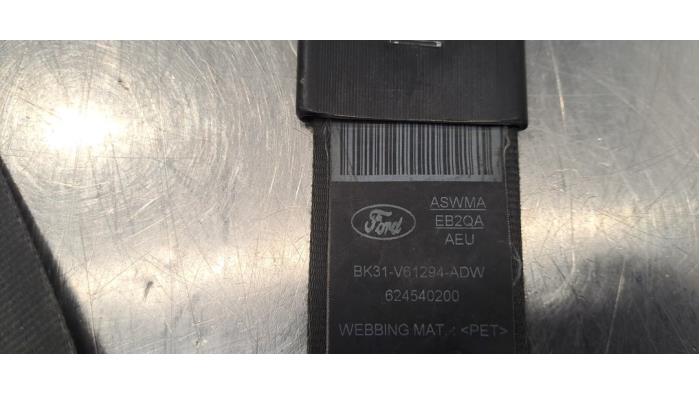 ASWMA
Ford
EB2QA
AEU
BK31-V61294-ADW
624540200
WEBBING MAT.: <PET>